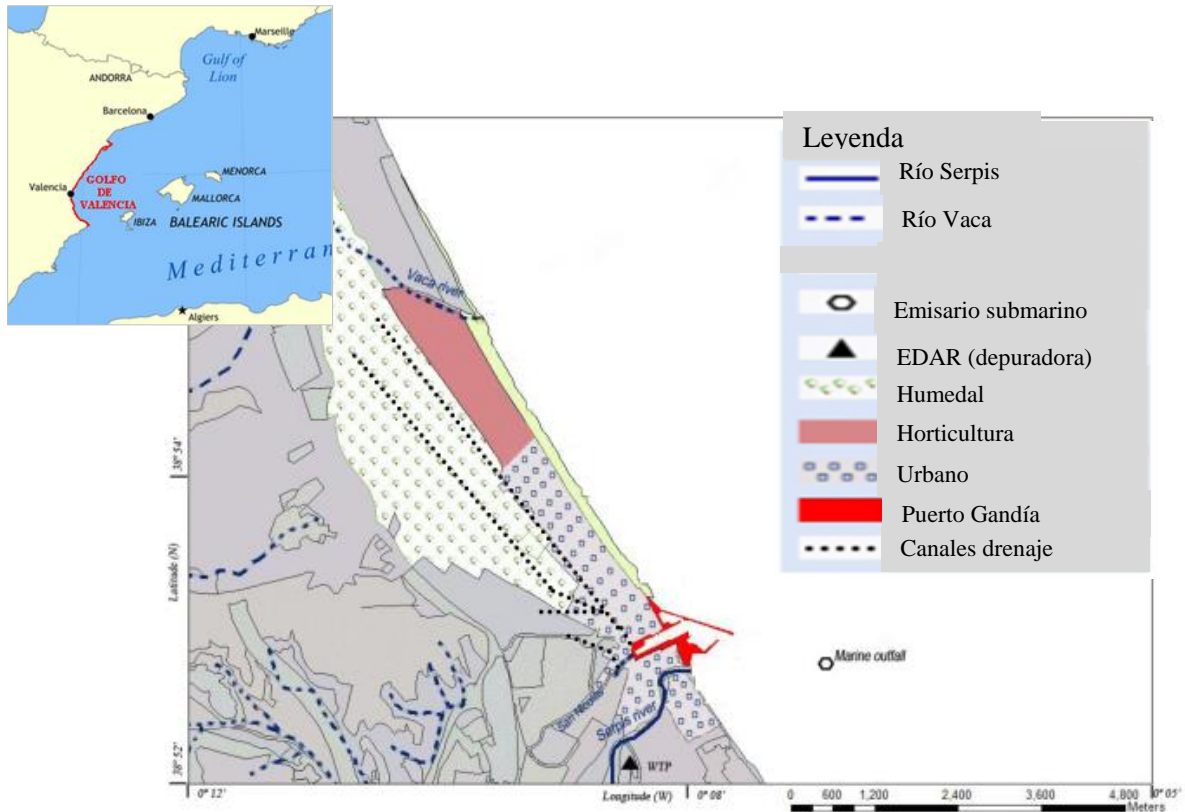 Marseille
Gulf of
Lion
ANDORRA
Barcelona
MENORCA
Valencia
GOLFO
DE
VALENCIA
MALLORCA
IBIZA
BALEARIC ISLANDS
Mediterran
Algiers
Leyenda
Río Serpis
Río Vaca
Emisario submarino
EDAR (depuradora)
Humedal
Horticultura
Urbano
Puerto Gandía
Canales drenaje
Vaca river
38° 54'
Latitude (N)
Marine outfall
San Nicolás
Serpis river
WTP
38° 52'
0° 12'
Longitude (W)
0° 08'
0 600 1,200 2,400 3,600 4,800
Meters
0° 05'